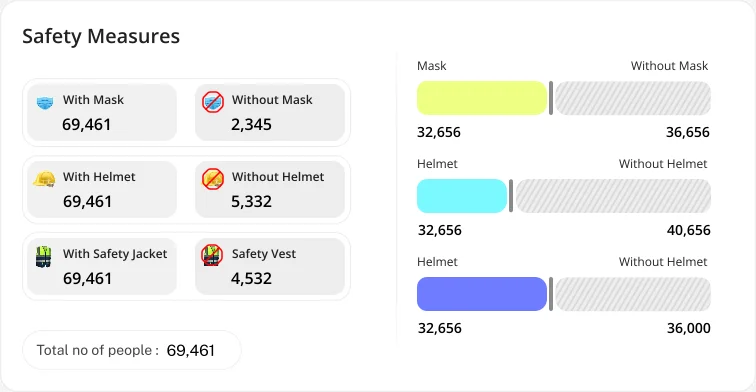 Safety Measures
With Mask
69,461
Without Mask
2,345
With Helmet
69,461
Without Helmet
5,332
With Safety Jacket
69,461
Safety Vest
4,532
Total no of people : 69,461
Mask Without Mask
32,656 36,656
Helmet Without Helmet
32,656 40,656
Helmet Without Helmet
32,656 36,000